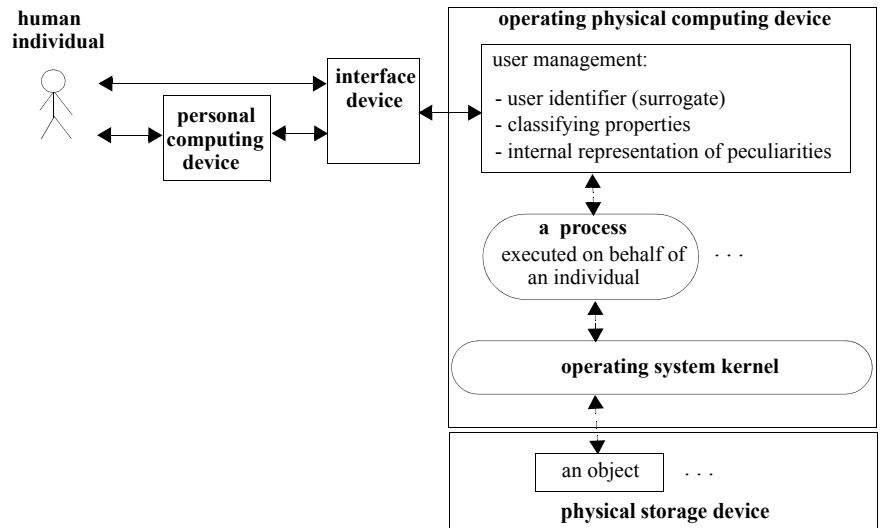 human
individual
personal
computing
device
interface
device
operating physical computing device
user management:
- user identifier (surrogate)
- classifying properties
- internal representation of peculiarities
a process
executed on behalf of
an individual
. . .
operating system kernel
an object
. . .
physical storage device